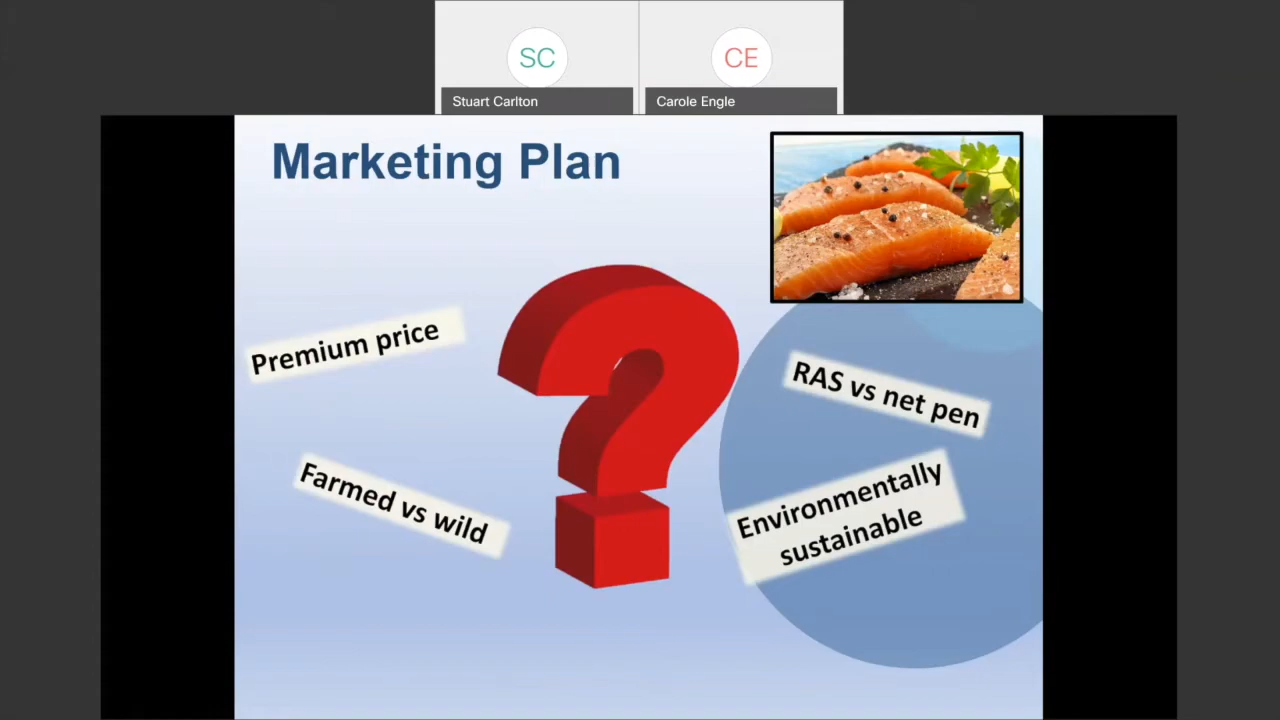 SC
CE
Stuart Carlton
Carole Engle
Marketing Plan
Premium price
RAS vs net pen
Farmed vs wild
Environmentally
sustainable